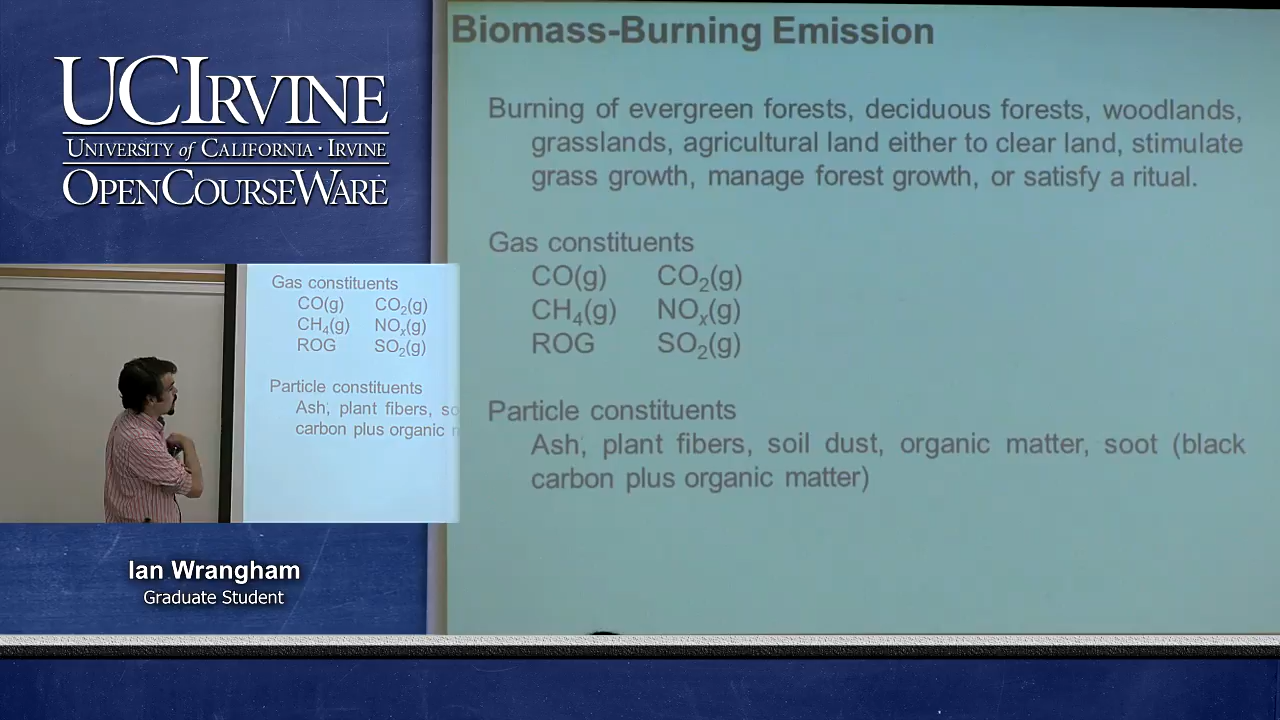 UCIRVINE
UNIVERSITY of CALIFORNIA · IRVINE
OPENCOURSEWARE
Biomass-Burning Emission
Burning of evergreen forests, deciduous forests, woodlands,
grasslands, agricultural land either to clear land, stimulate
grass growth, manage forest growth, or satisfy a ritual.
Gas constituents
CO(g) CO₂(g)
CH₄(g) NOₓ(g)
ROG SO₂(g)
Particle constituents
Ash, plant fibers, soil dust, organic matter, soot (black
carbon plus organic matter)
Gas constituents
CO(g) CO₂(g)
CH₄(g) NOₓ(g)
ROG SO₂(g)
Particle constituents
Ash, plant fibers, so
carbon plus organic
Ian Wrangham
Graduate Student